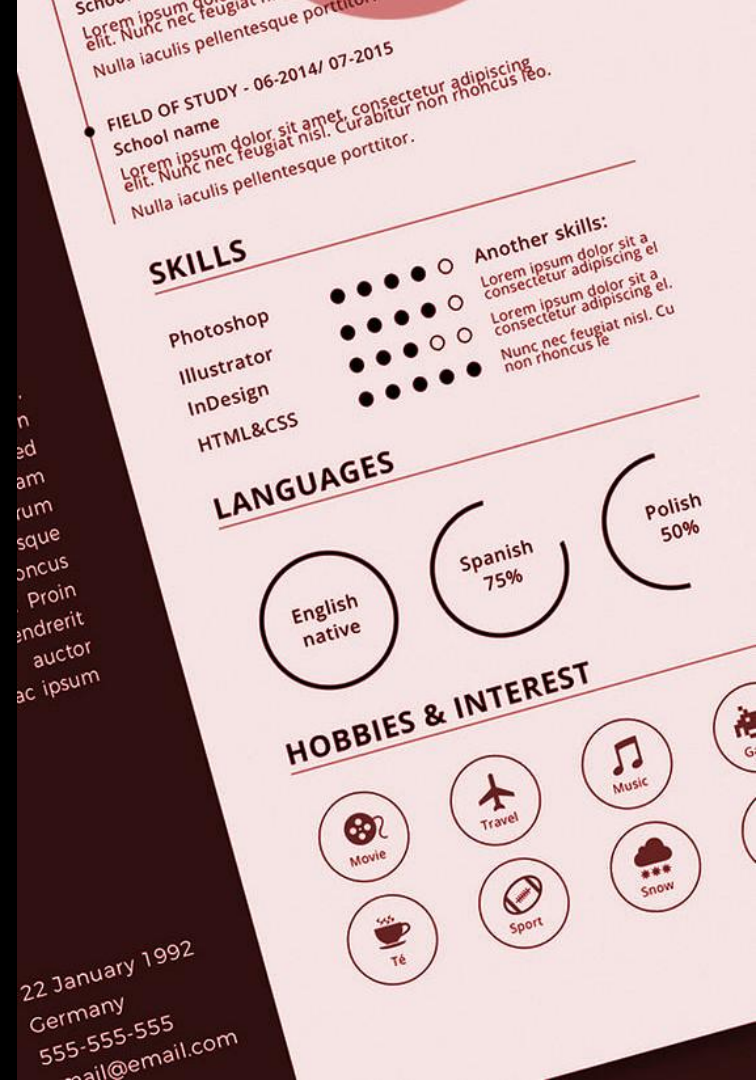 School
Lorem ipsum dolor
elit. Nunc nec feugiat nisl
Nulla iaculis pellentesque porttitor.
FIELD OF STUDY - 06-2014/ 07-2015
School name
Lorem ipsum dolor sit amet, consectetur adipiscing
elit. Nunc nec feugiat nisl. Curabitur non rhoncus leo.
Nulla iaculis pellentesque porttitor.
SKILLS
Photoshop
Illustrator
InDesign
HTML&CSS
Another skills:
Lorem ipsum dolor sit a
consectetur adipiscing el
Lorem ipsum dolor sit a
consectetur adipiscing el.
Nunc nec feugiat nisl. Cu
non rhoncus le
LANGUAGES
English
native
Spanish
75%
Polish
50%
HOBBIES & INTEREST
Movie
Travel
Music
Té
Sport
Snow
n
ed
am
rum
sque
oncus
Proin
endrerit
auctor
ac ipsum
22 January 1992
Germany
555-555-555
mail@email.com